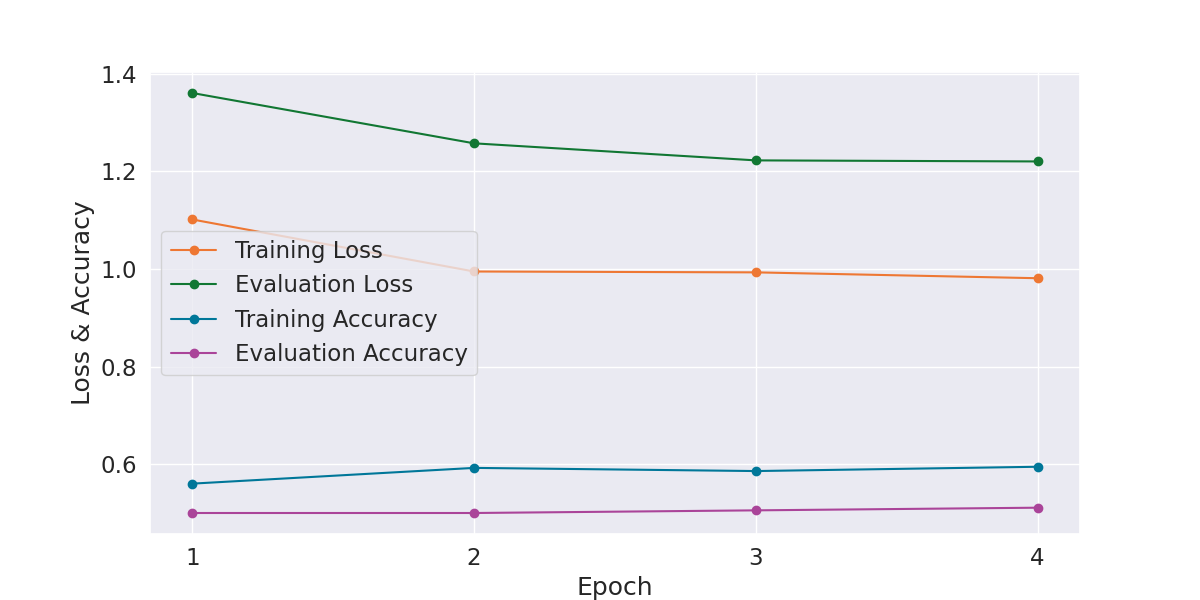 1.4
1.2
1.0
0.8
0.6
Loss & Accuracy
Training Loss
Evaluation Loss
Training Accuracy
Evaluation Accuracy
1 2 3 4
Epoch